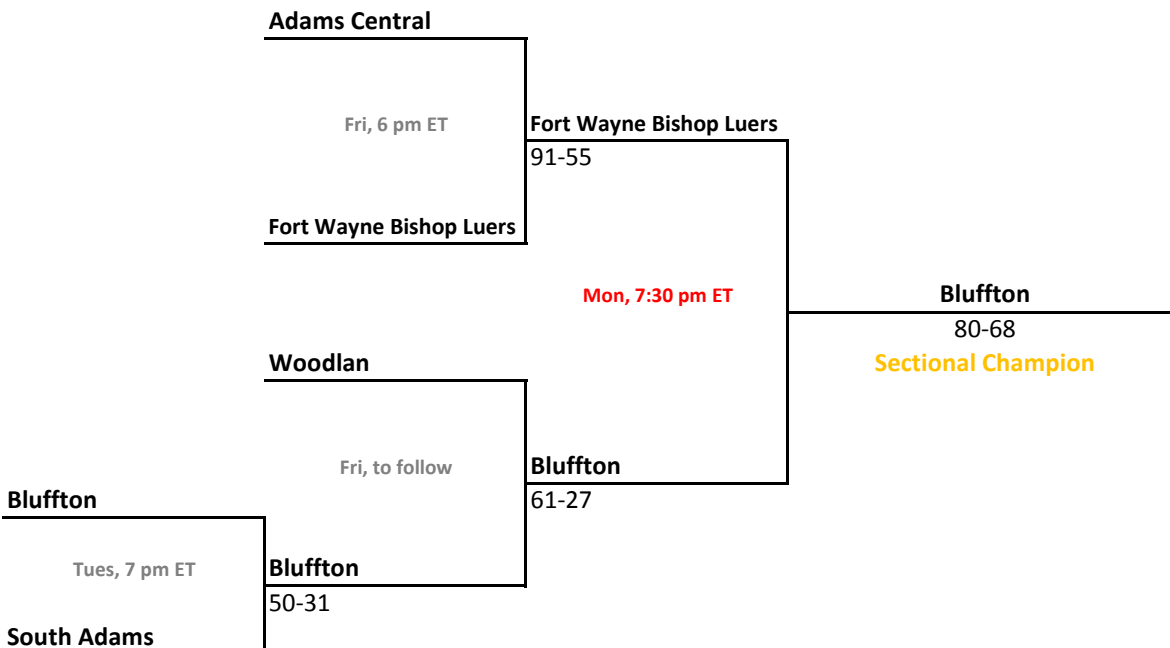 Adams Central
Fri, 6 pm ET
Fort Wayne Bishop Luers
91-55
Fort Wayne Bishop Luers
Mon, 7:30 pm ET
Bluffton
80-68
Sectional Champion
Woodlan
Fri, to follow
Bluffton
61-27
Bluffton
Tues, 7 pm ET
Bluffton
50-31
South Adams